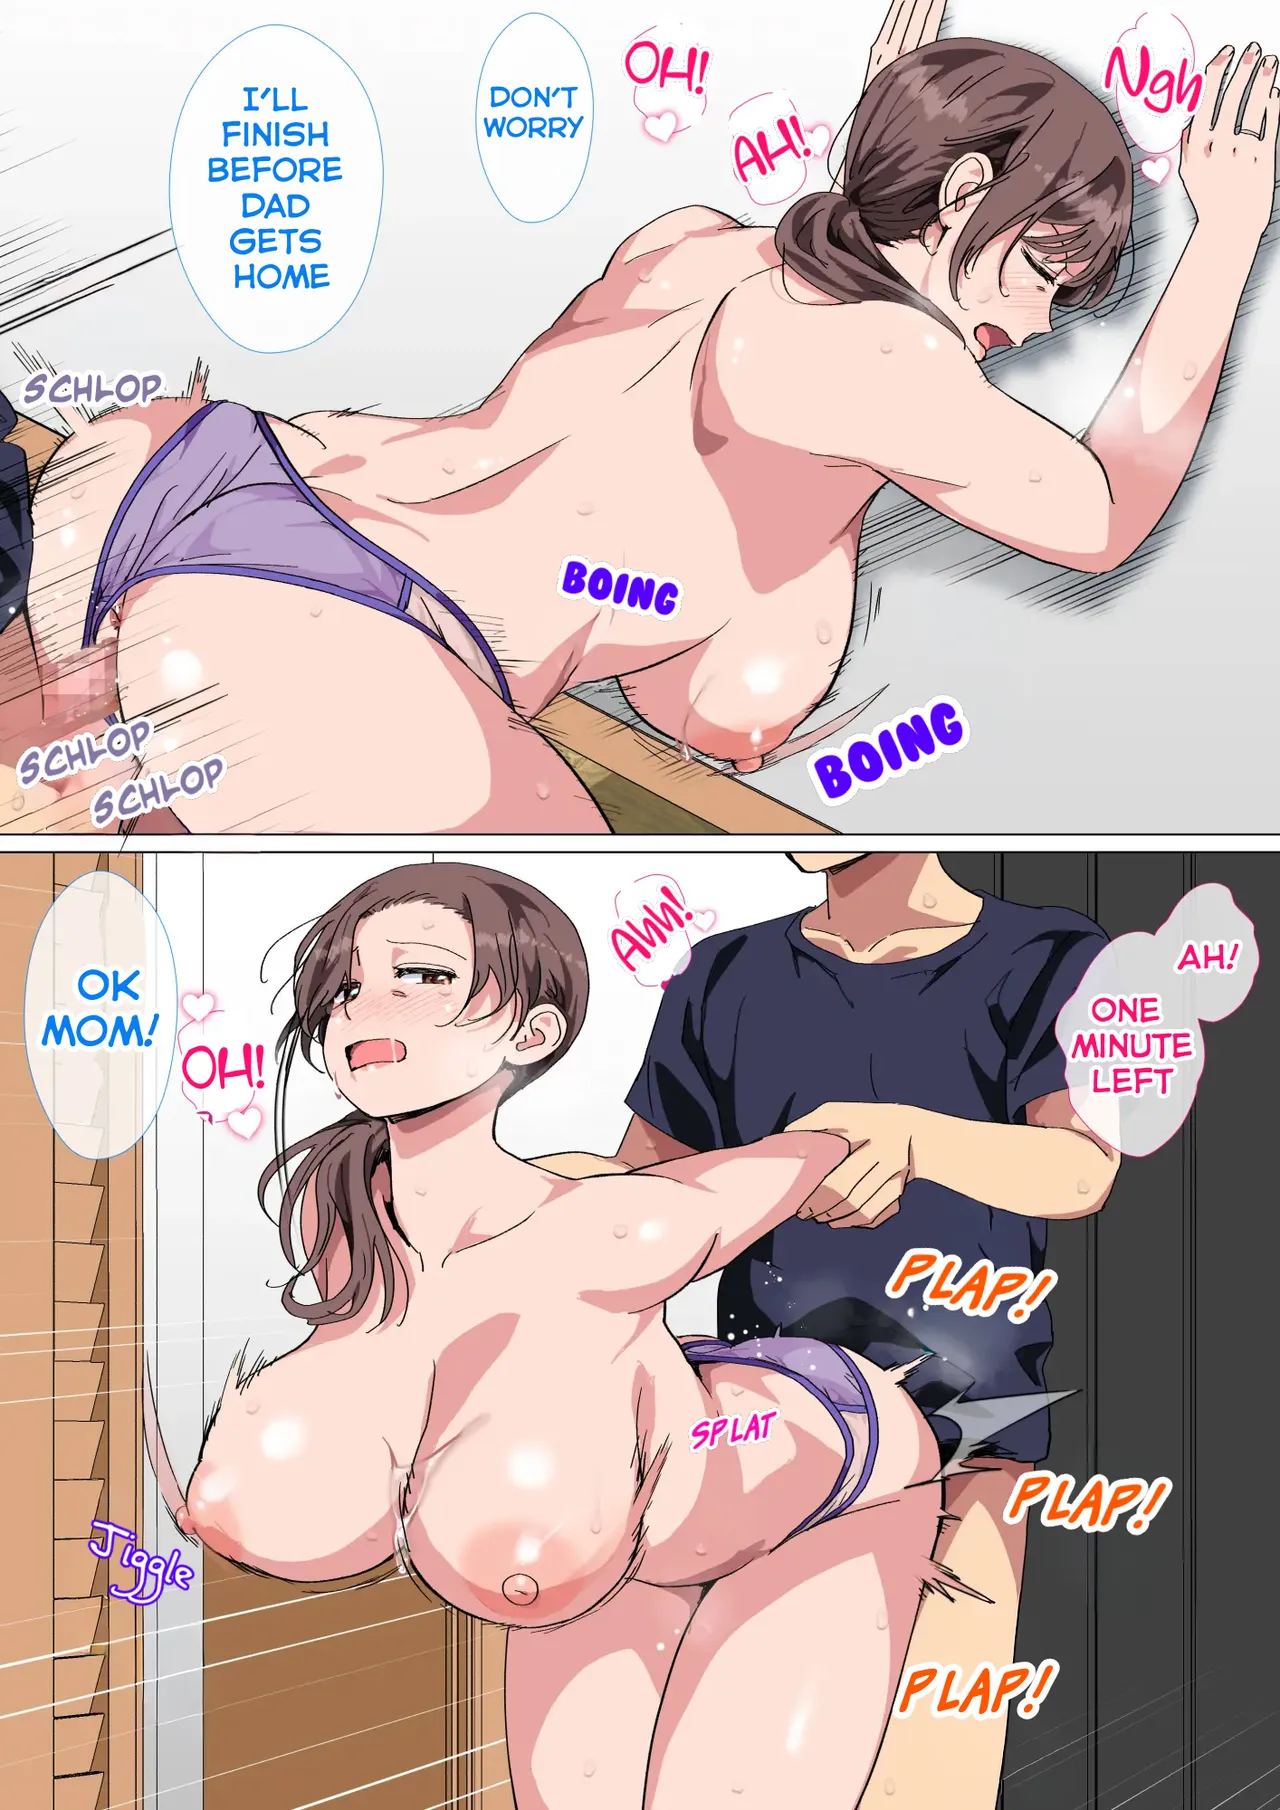 DON'T
WORRY
I'LL
FINISH
BEFORE
DAD
GETS
HOME
OH!
AH!
Ngh
SCHLOP
BOING
BOING
SCHLOP
SCHLOP
AH!
ONE
MINUTE
LEFT
Ahh!
OK
MOM!
OH!
PLAP!
SPLAT
PLAP!
Jiggle
PLAP!